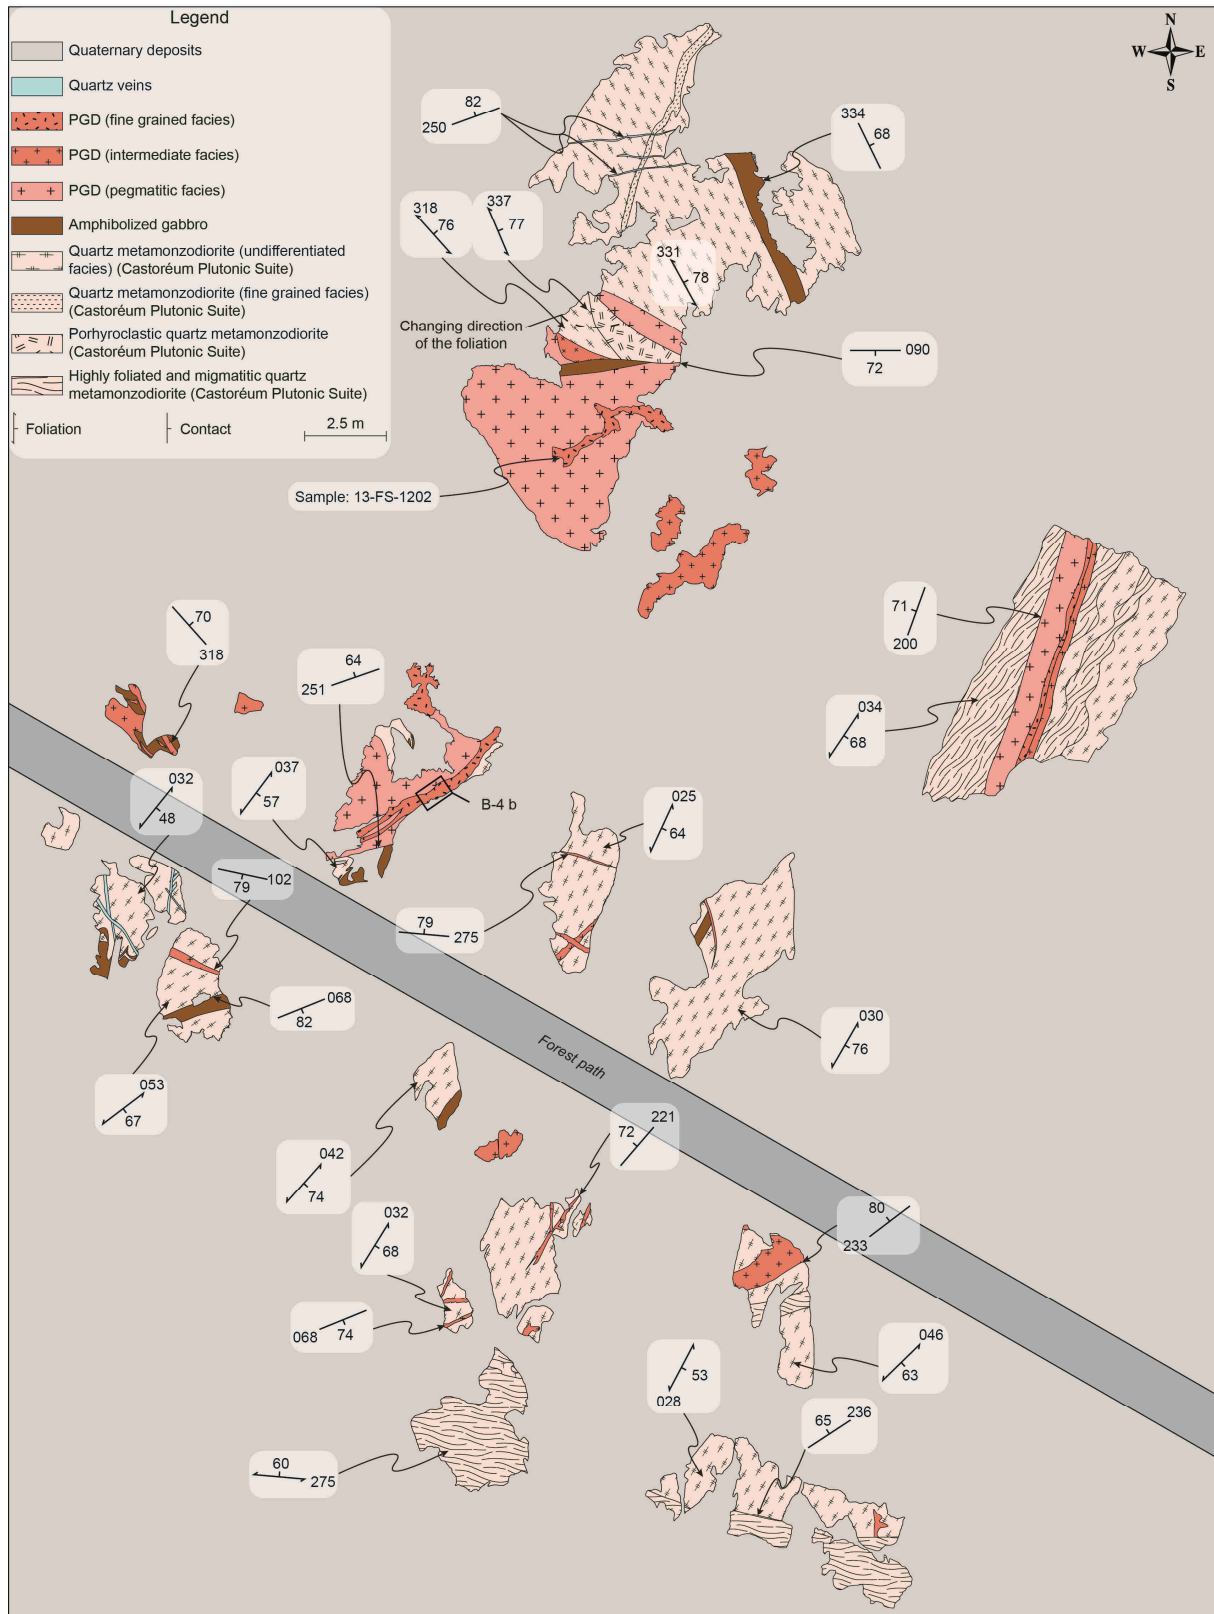 Legend
Quaternary deposits
Quartz veins
PGD (fine grained facies)
PGD (intermediate facies)
PGD (pegmatitic facies)
Amphibolized gabbro
Quartz metamonzodiorite (undifferentiated
facies) (Castoréum Plutonic Suite)
Quartz metamonzodiorite (fine grained facies)
(Castoréum Plutonic Suite)
Porhyroclastic quartz metamonzodiorite
(Castoréum Plutonic Suite)
Highly foliated and migmatitic quartz
metamonzodiorite (Castoréum Plutonic Suite)
Foliation
Contact
2.5 m
N
W
E
S
82
250
334
68
318
76
337
77
331
78
Changing direction
of the foliation
090
72
Sample: 13-FS-1202
71
200
70
318
64
251
034
68
032
48
037
57
B-4 b
025
64
102
79
79
275
068
82
030
76
Forest path
053
67
72
221
042
74
032
68
80
233
068
74
046
63
53
028
65
236
60
275